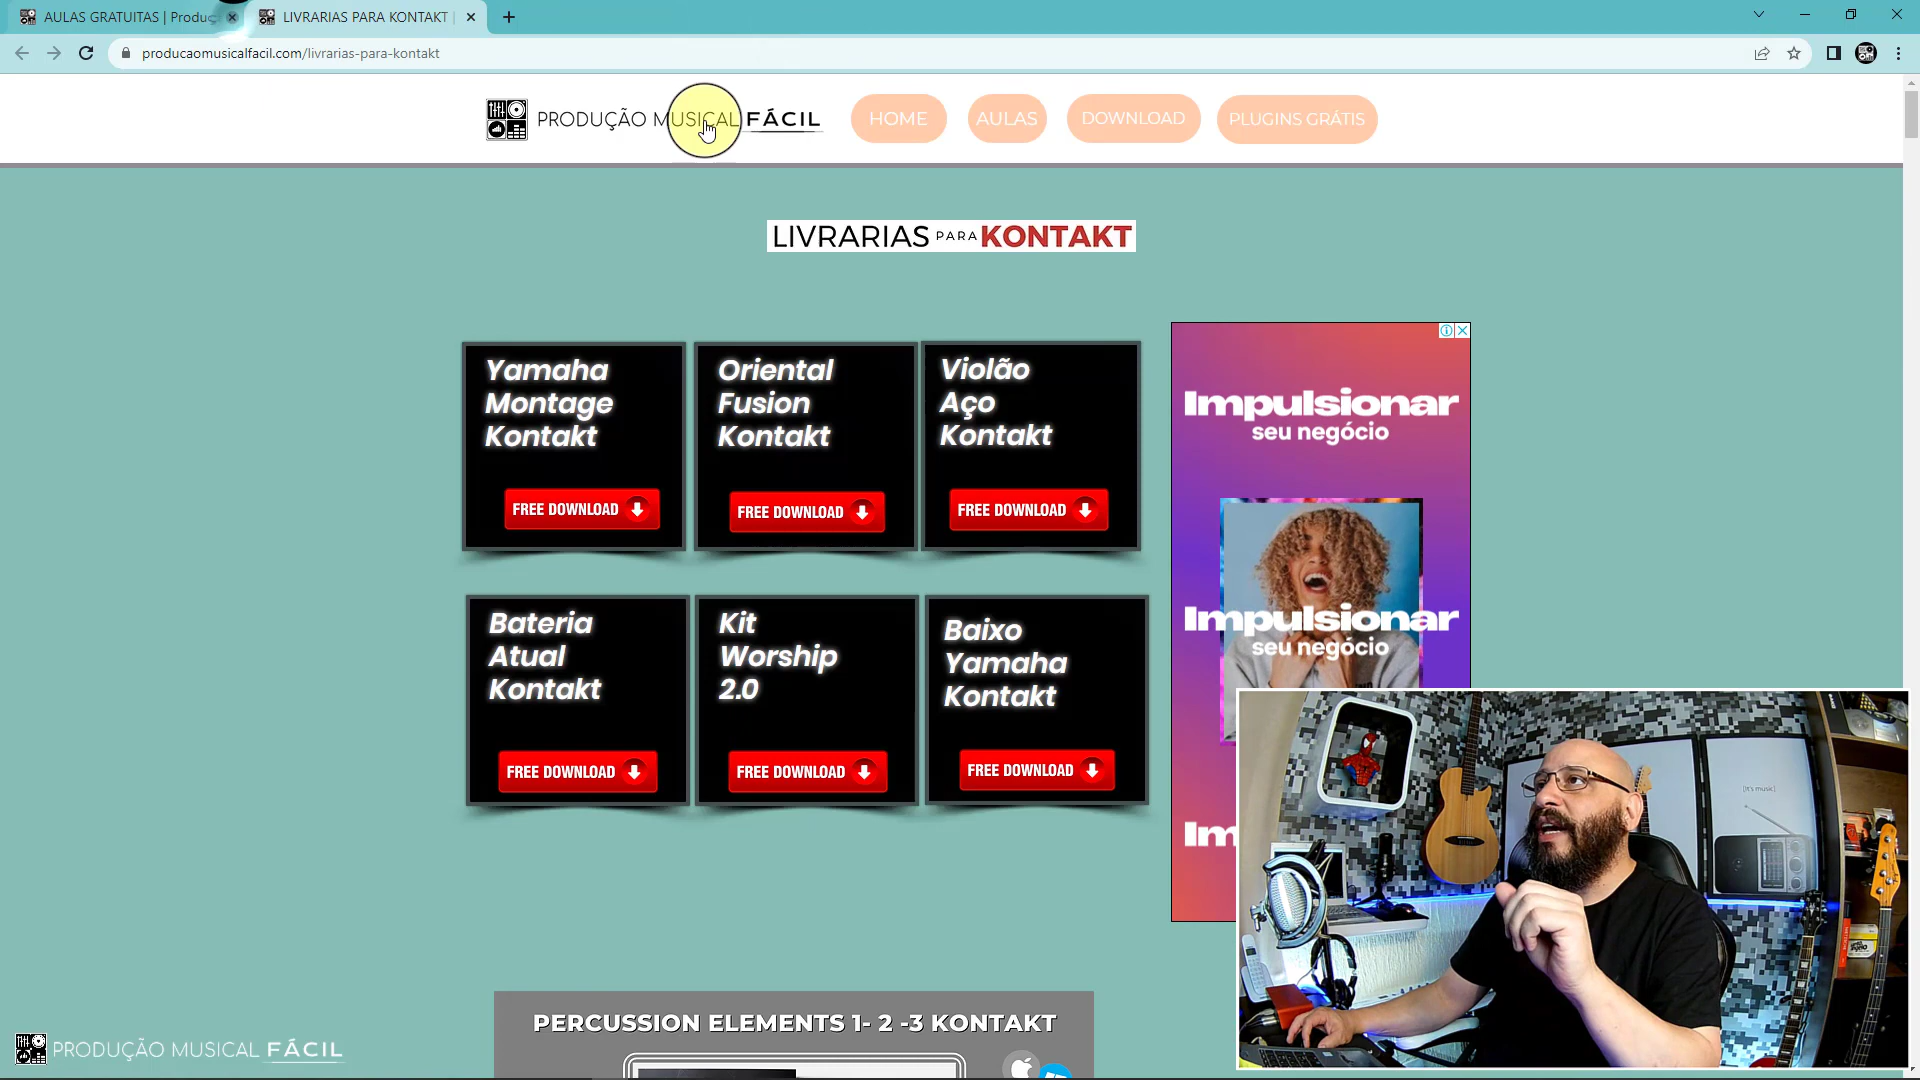 AULAS GRATUITAS | Produç
LIVRARIAS PARA KONTAKT |
producaomusicalfacil.com/livrarias-para-kontakt
PRODUÇÃO MUSICAL FÁCIL
HOME
AULAS
DOWNLOAD
PLUGINS GRÁTIS
LIVRARIAS PARA KONTAKT
Yamaha
Montage
Kontakt
FREE DOWNLOAD
Oriental
Fusion
Kontakt
FREE DOWNLOAD
Violão
Aço
Kontakt
FREE DOWNLOAD
Impulsionar
seu negócio
Impulsionar
seu negócio
Im
Bateria
Atual
Kontakt
FREE DOWNLOAD
Kit
Worship
2.0
FREE DOWNLOAD
Baixo
Yamaha
Kontakt
FREE DOWNLOAD
[It's music]
PERCUSSION ELEMENTS 1- 2 -3 KONTAKT
PRODUÇÃO MUSICAL FÁCIL